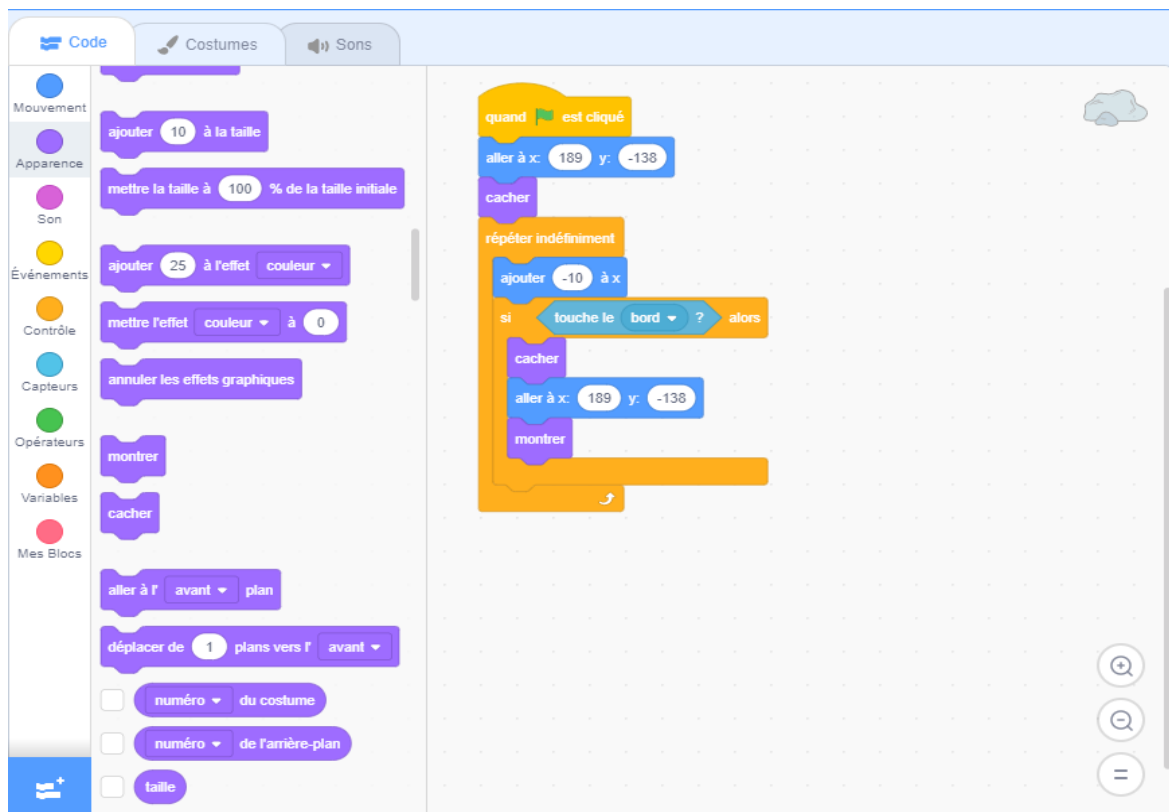 Code
Costumes
Sons
Mouvement
Apparence
Son
Événements
Contrôle
Capteurs
Opérateurs
Variables
Mes Blocs
ajouter 10 à la taille
mettre la taille à 100 % de la taille initiale
ajouter 25 à l'effet couleur
mettre l'effet couleur à 0
annuler les effets graphiques
montrer
cacher
aller à l' avant plan
déplacer de 1 plans vers l' avant
numéro du costume
numéro de l'arrière-plan
taille
quand est cliqué
aller à x: 189 y: -138
cacher
répéter indéfiniment
ajouter -10 à x
si touche le bord ? alors
cacher
aller à x: 189 y: -138
montrer